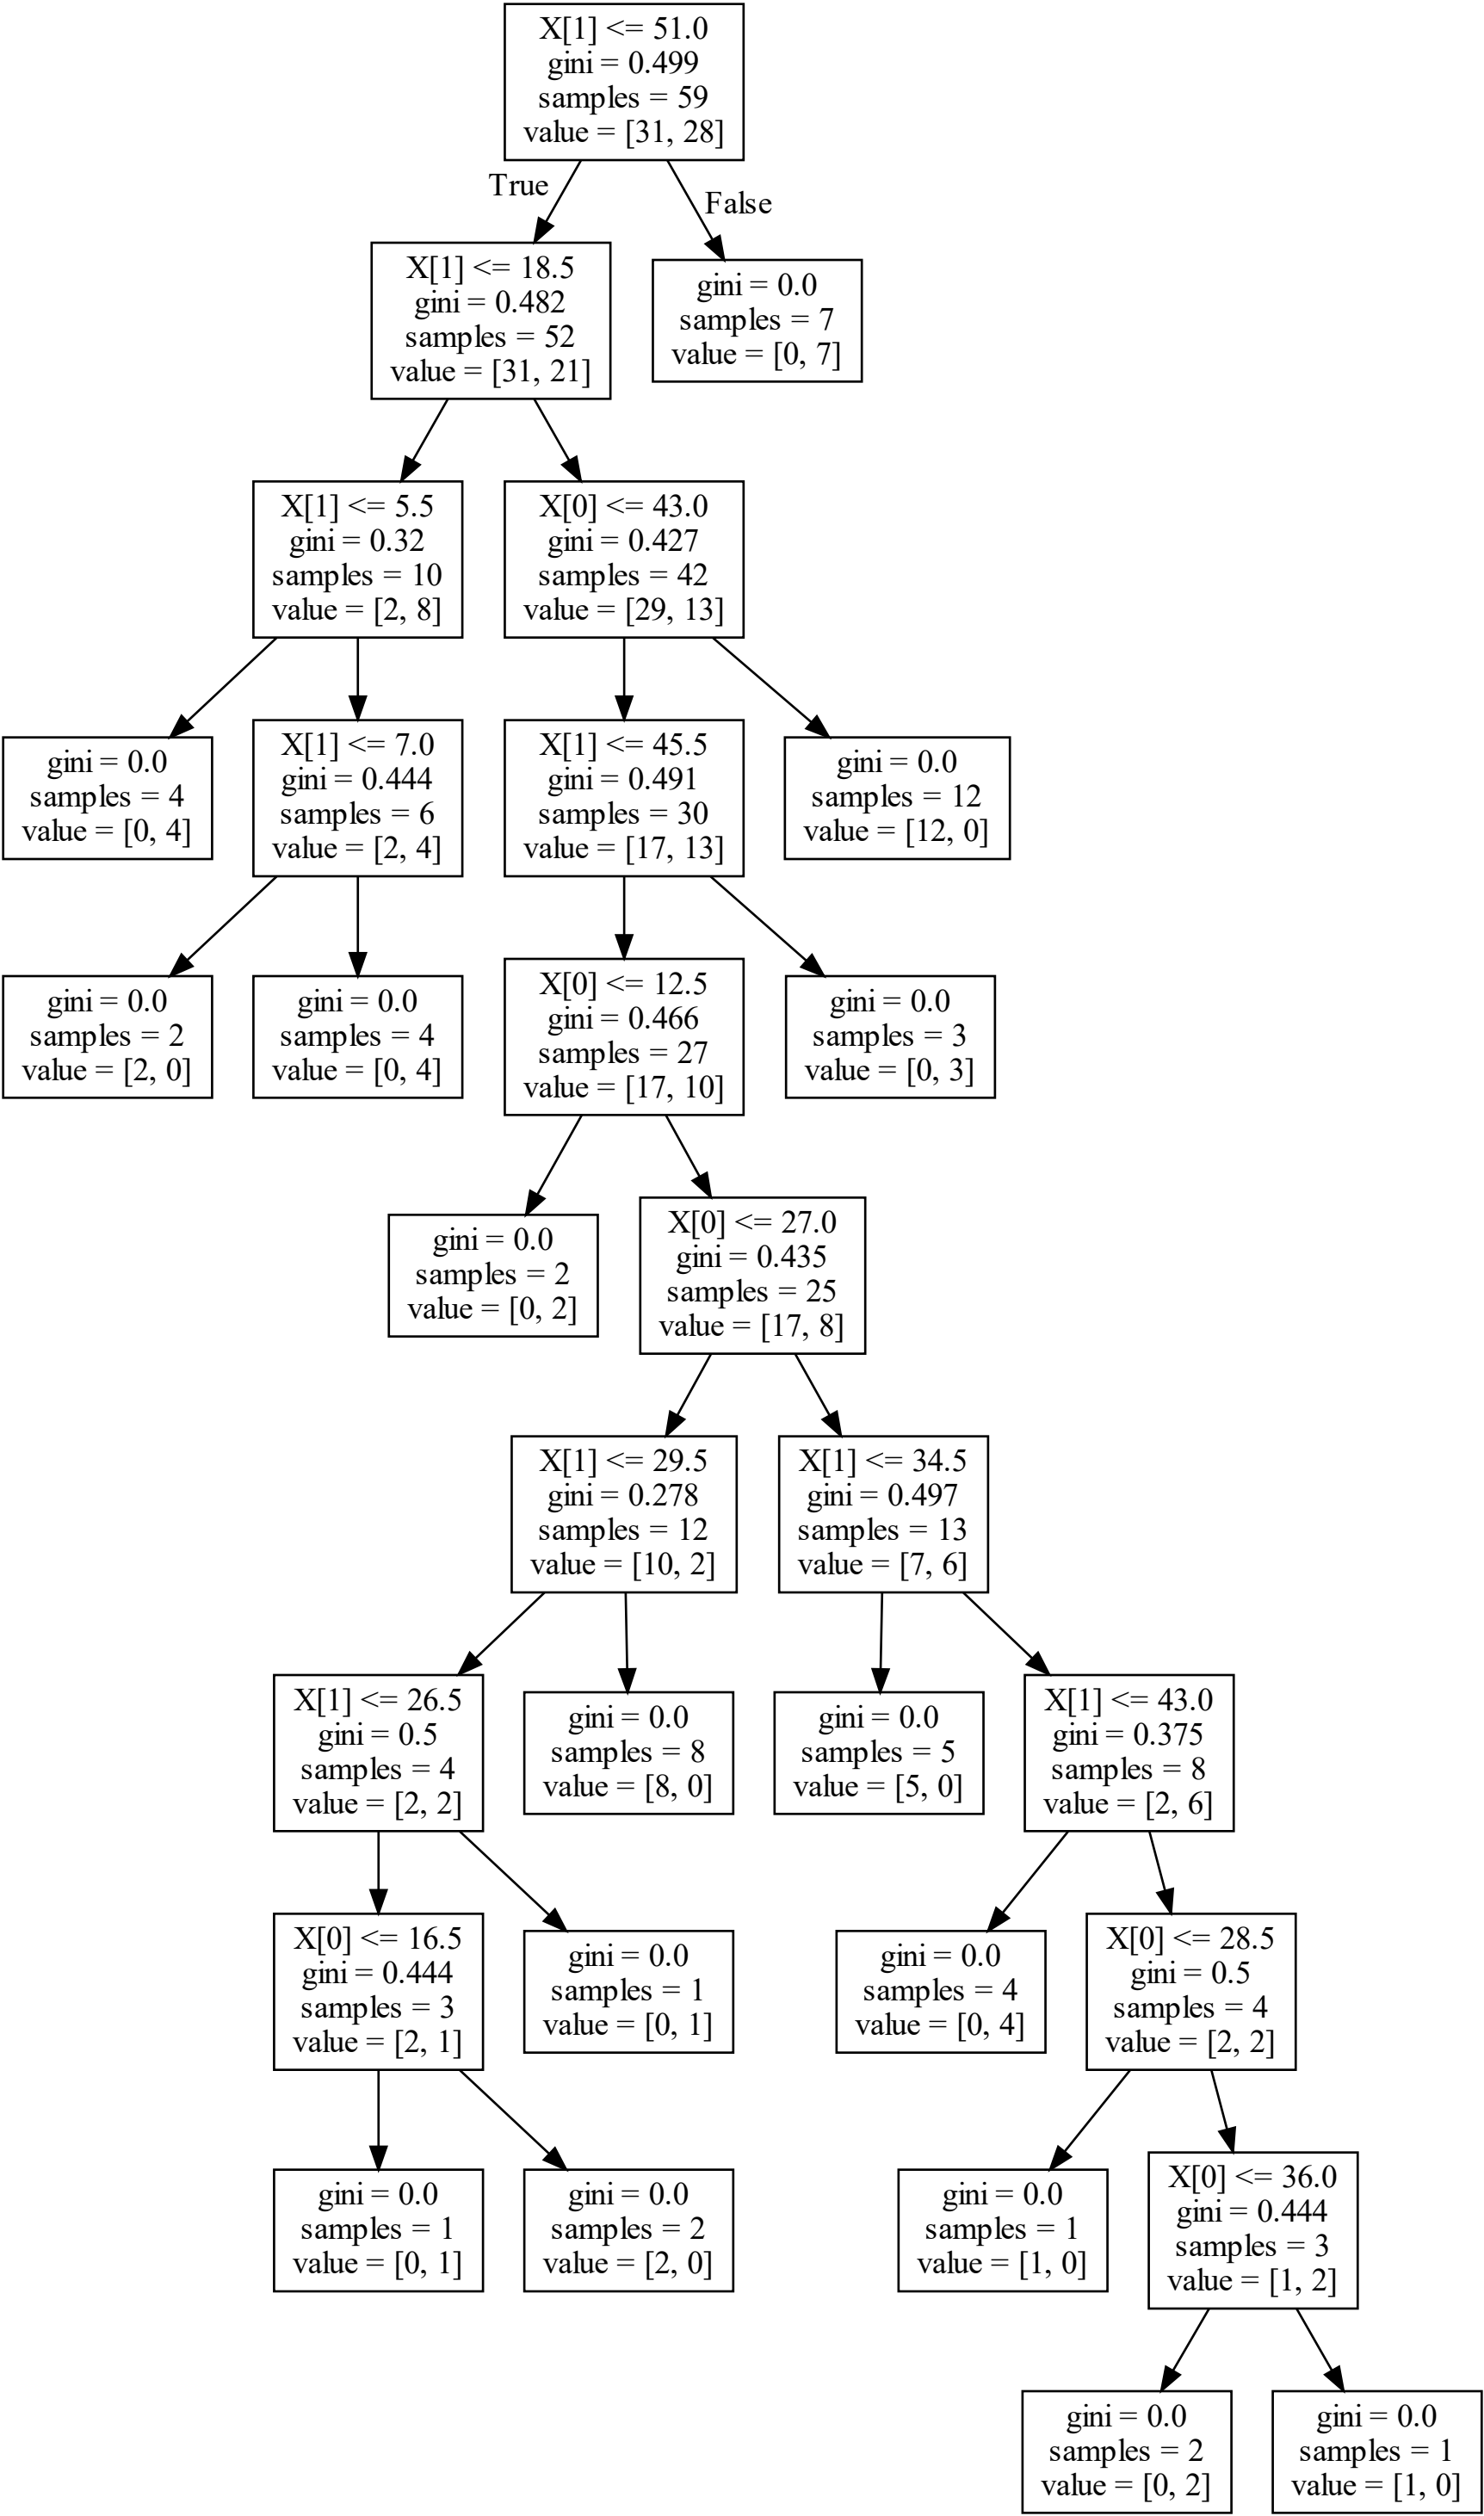 X[1] <= 51.0
gini = 0.499
samples = 59
value = [31, 28]
True
False
X[1] <= 18.5
gini = 0.482
samples = 52
value = [31, 21]
gini = 0.0
samples = 7
value = [0, 7]
X[1] <= 5.5
gini = 0.32
samples = 10
value = [2, 8]
X[0] <= 43.0
gini = 0.427
samples = 42
value = [29, 13]
gini = 0.0
samples = 4
value = [0, 4]
X[1] <= 7.0
gini = 0.444
samples = 6
value = [2, 4]
X[1] <= 45.5
gini = 0.491
samples = 30
value = [17, 13]
gini = 0.0
samples = 12
value = [12, 0]
gini = 0.0
samples = 2
value = [2, 0]
gini = 0.0
samples = 4
value = [0, 4]
X[0] <= 12.5
gini = 0.466
samples = 27
value = [17, 10]
gini = 0.0
samples = 3
value = [0, 3]
gini = 0.0
samples = 2
value = [0, 2]
X[0] <= 27.0
gini = 0.435
samples = 25
value = [17, 8]
X[1] <= 29.5
gini = 0.278
samples = 12
value = [10, 2]
X[1] <= 34.5
gini = 0.497
samples = 13
value = [7, 6]
X[1] <= 26.5
gini = 0.5
samples = 4
value = [2, 2]
gini = 0.0
samples = 8
value = [8, 0]
gini = 0.0
samples = 5
value = [5, 0]
X[1] <= 43.0
gini = 0.375
samples = 8
value = [2, 6]
X[0] <= 16.5
gini = 0.444
samples = 3
value = [2, 1]
gini = 0.0
samples = 1
value = [0, 1]
gini = 0.0
samples = 4
value = [0, 4]
X[0] <= 28.5
gini = 0.5
samples = 4
value = [2, 2]
gini = 0.0
samples = 1
value = [0, 1]
gini = 0.0
samples = 2
value = [2, 0]
gini = 0.0
samples = 1
value = [1, 0]
X[0] <= 36.0
gini = 0.444
samples = 3
value = [1, 2]
gini = 0.0
samples = 2
value = [0, 2]
gini = 0.0
samples = 1
value = [1, 0]